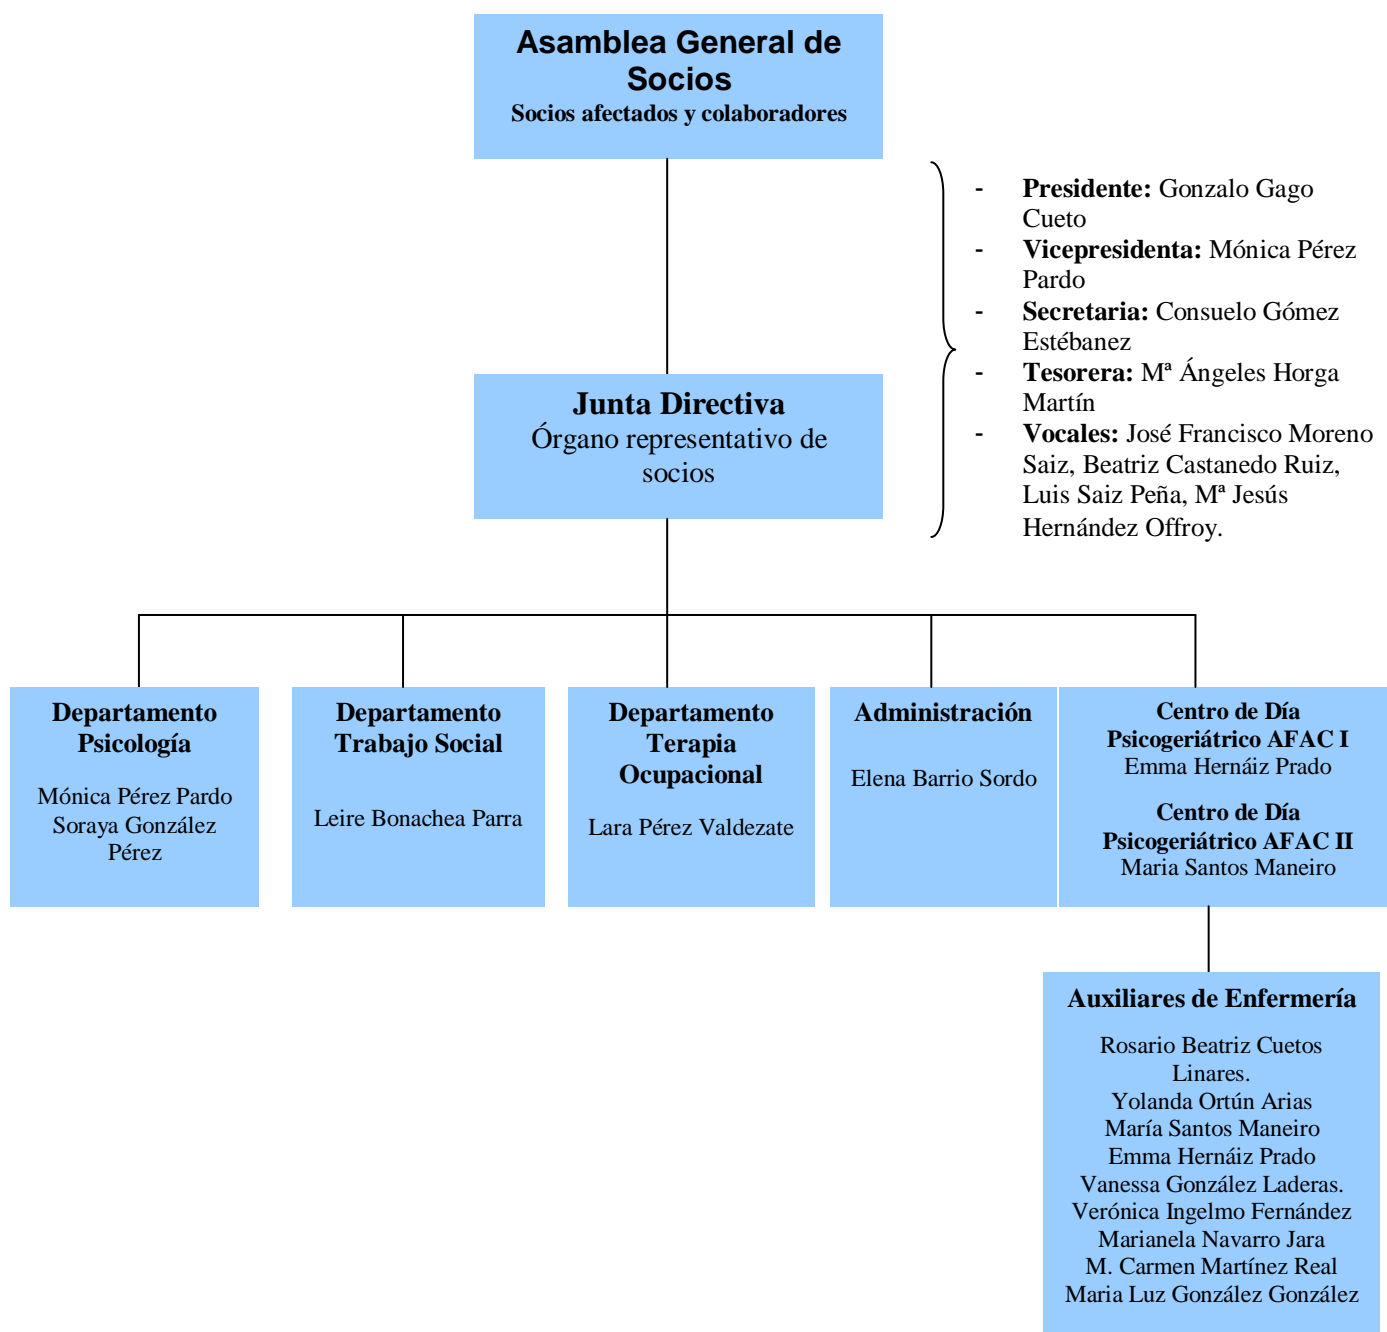 Asamblea General de
Socios
Socios afectados y colaboradores
- Presidente: Gonzalo Gago
Cueto
- Vicepresidenta: Mónica Pérez
Pardo
- Secretaria: Consuelo Gómez
Estébanez
- Tesorera: Mª Ángeles Horga
Martín
- Vocales: José Francisco Moreno
Saiz, Beatriz Castanedo Ruiz,
Luis Saiz Peña, Mª Jesús
Hernández Offroy.
Junta Directiva
Órgano representativo de
socios
Departamento
Psicología
Mónica Pérez Pardo
Soraya González
Pérez
Departamento
Trabajo Social
Leire Bonachea Parra
Departamento
Terapia
Ocupacional
Lara Pérez Valdezate
Administración
Elena Barrio Sordo
Centro de Día
Psicogeriátrico AFAC I
Emma Hernáiz Prado
Centro de Día
Psicogeriátrico AFAC II
Maria Santos Maneiro
Auxiliares de Enfermería
Rosario Beatriz Cuetos
Linares.
Yolanda Ortún Arias
María Santos Maneiro
Emma Hernáiz Prado
Vanessa González Laderas.
Verónica Ingelmo Fernández
Marianela Navarro Jara
M. Carmen Martínez Real
Maria Luz González González